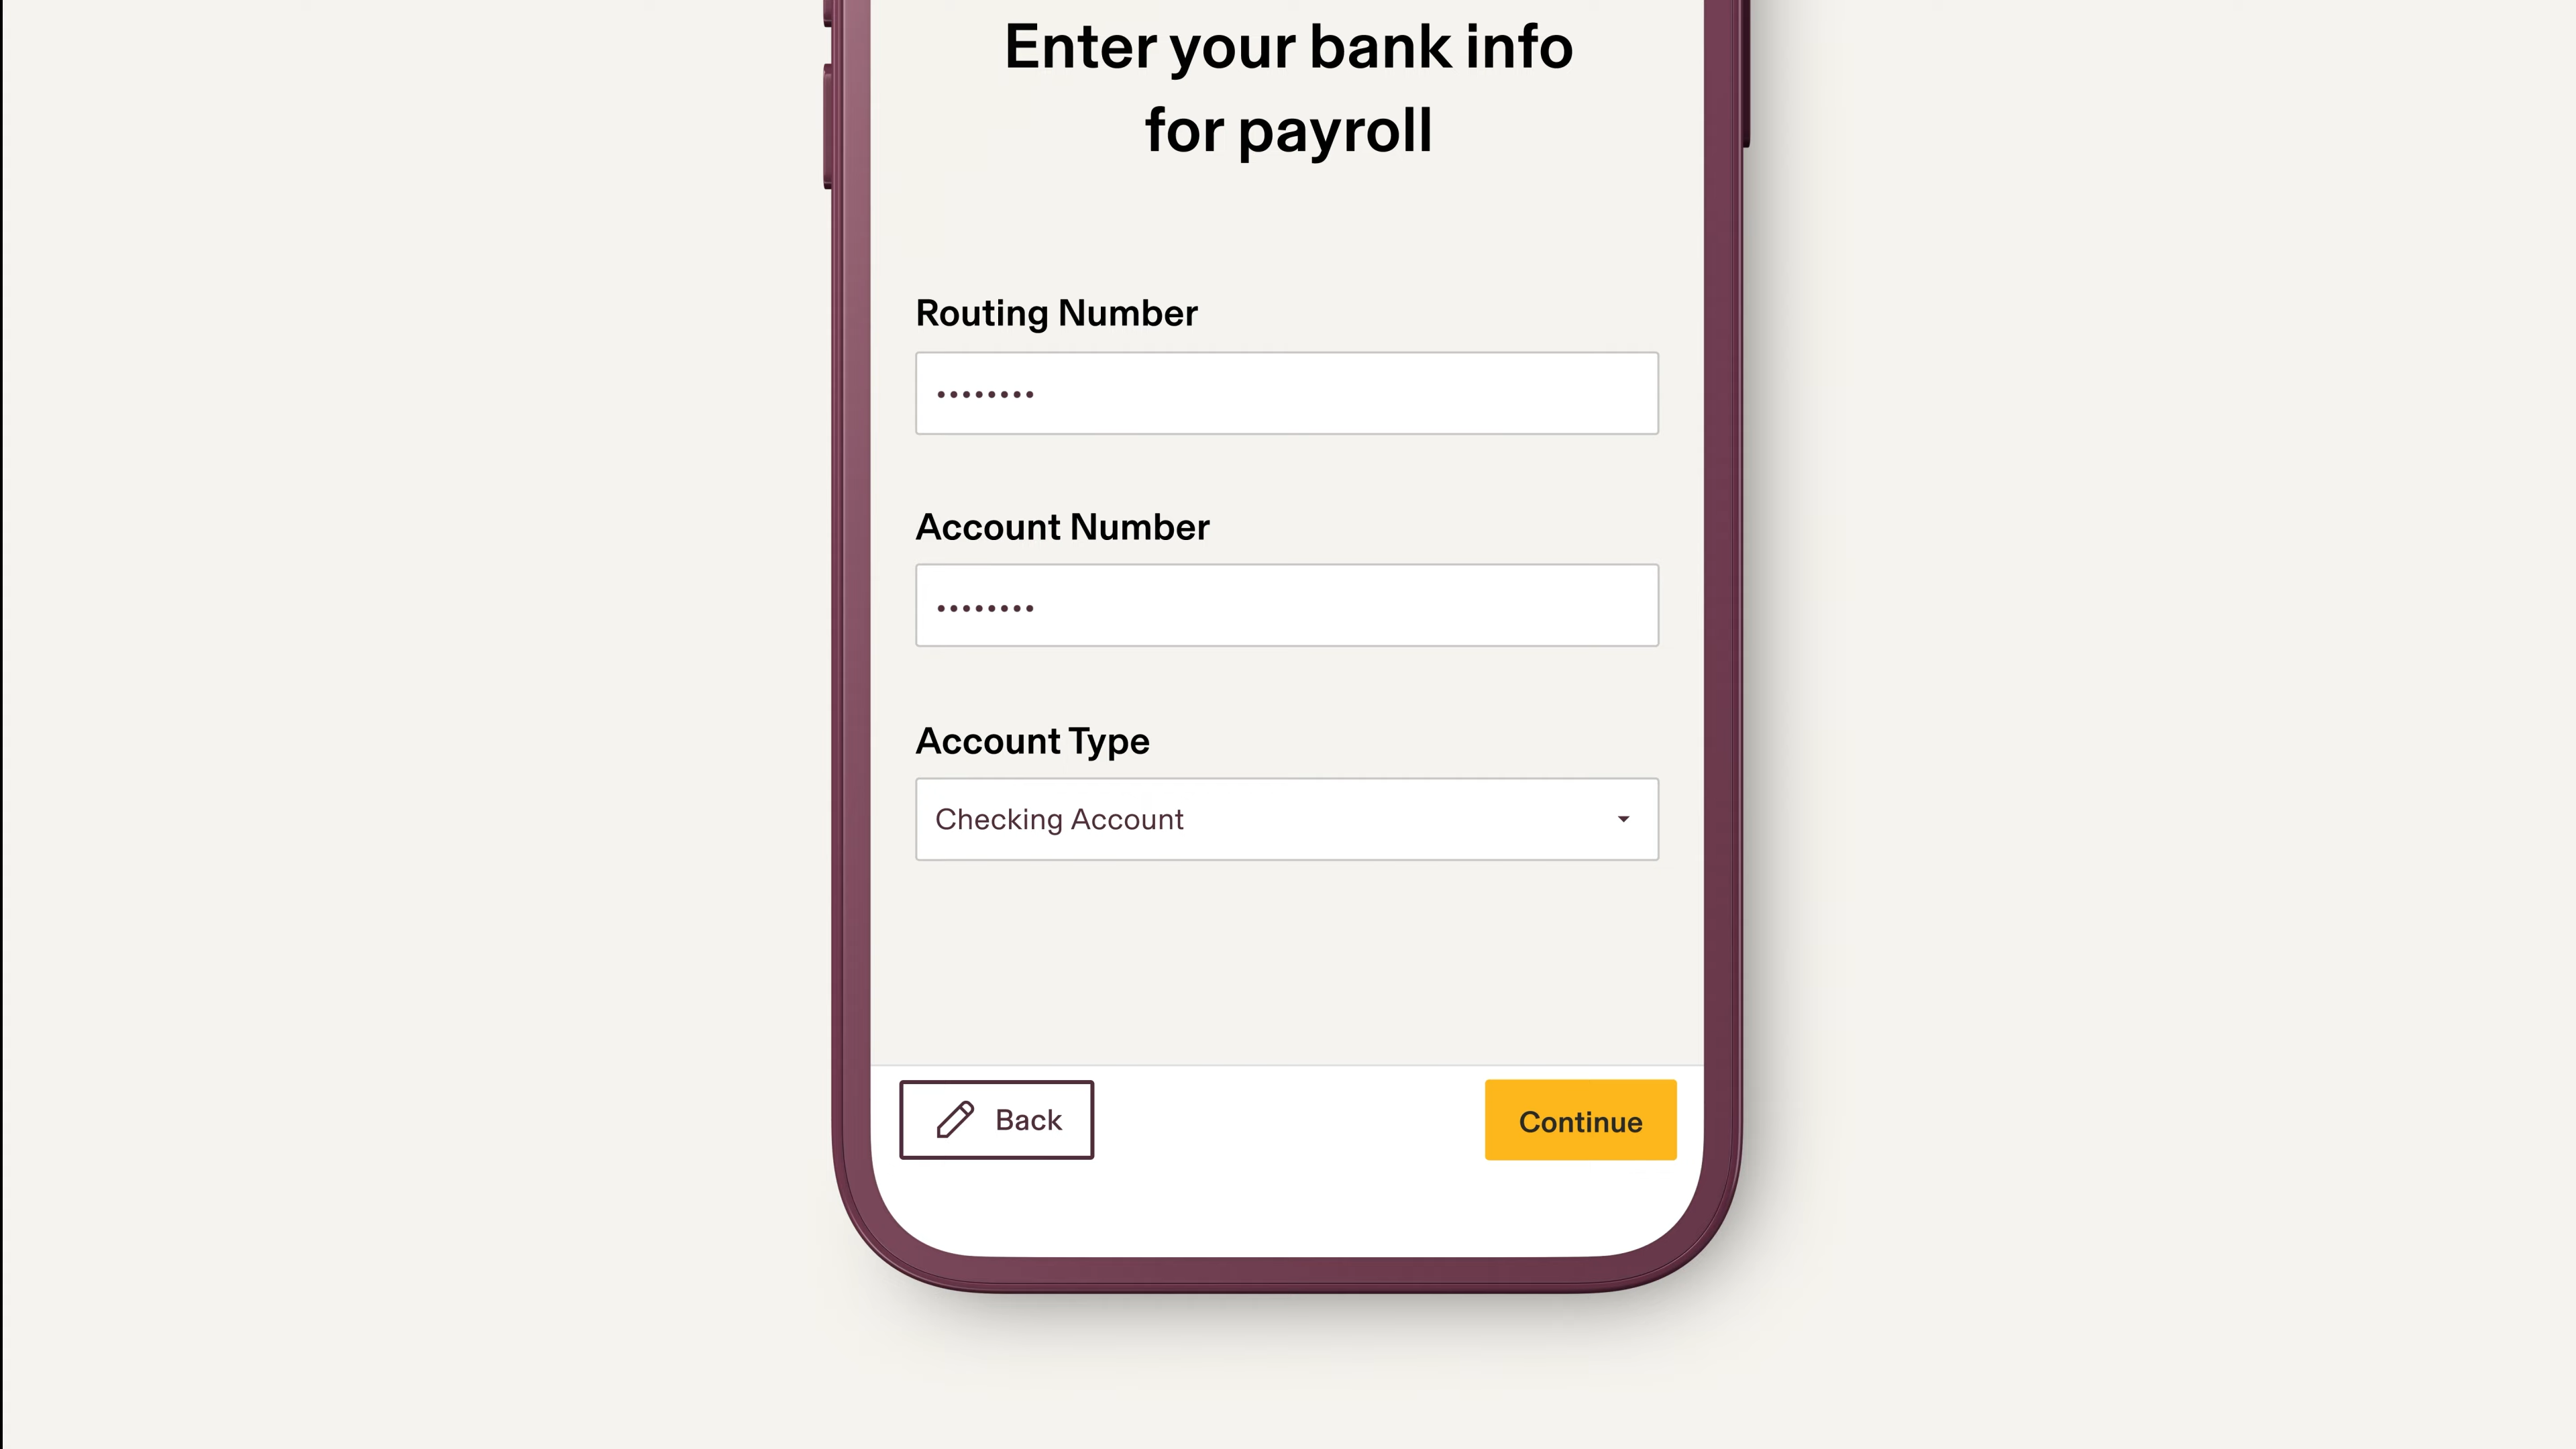 Enter your bank info
for payroll
Routing Number
••••••••
Account Number
••••••••
Account Type
Checking Account
Back
Continue